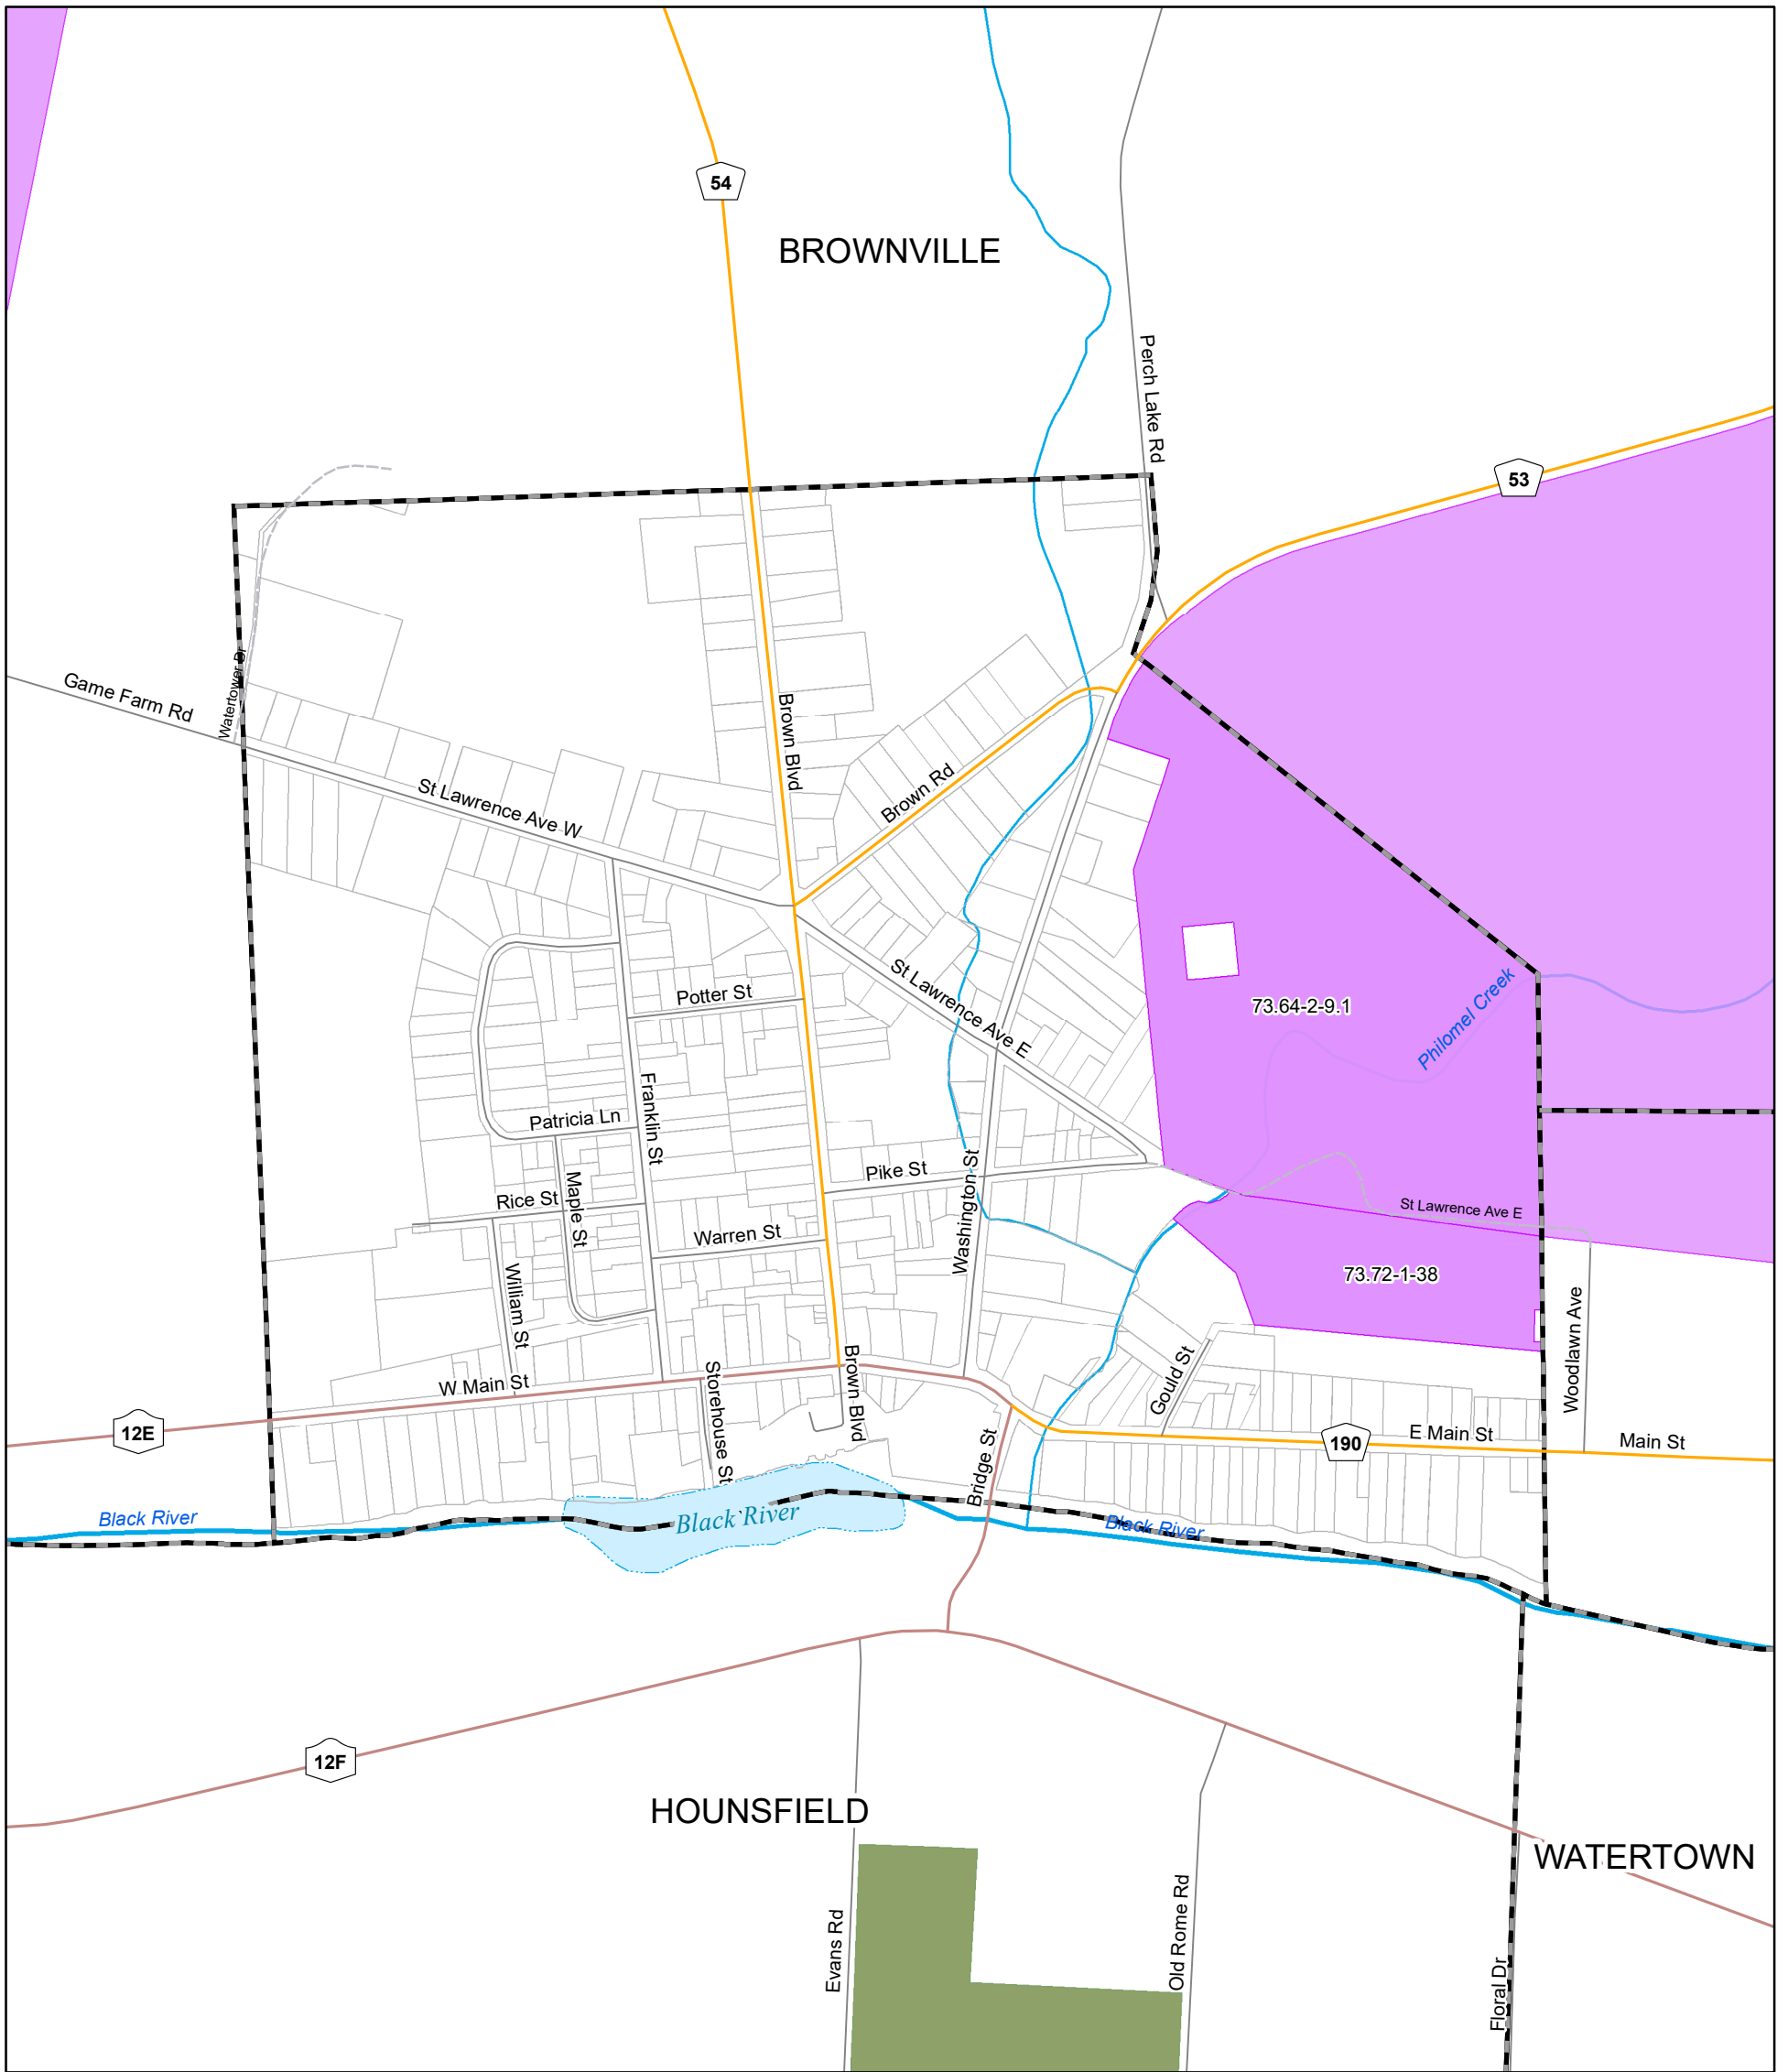 54
BROWNVILLE
Perch Lake Rd
53
Game Farm Rd
Watertower Dr
Brown Blvd
St Lawrence Ave W
Brown Rd
St Lawrence Ave E
Potter St
73.64-2-9.1
Philomel Creek
Franklin St
Patricia Ln
Pike St
Washington St
Rice St
Maple St
Warren St
St Lawrence Ave E
73.72-1-38
William St
Woodlawn Ave
W Main St
Storehouse St
Brown Blvd
Gould St
12E
Bridge St
190
E Main St
Main St
Black River
Black River
Black River
12F
HOUNSFIELD
WATERTOWN
Evans Rd
Old Rome Rd
Floral Dr